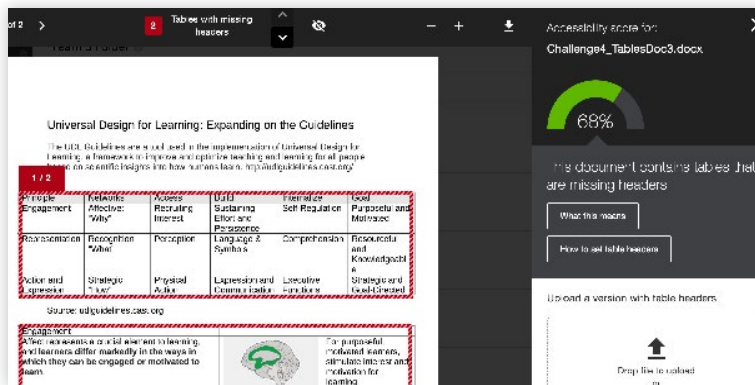 of 2
2
Tables with missing
headers
Team 3 Folder
Universal Design for Learning: Expanding on the Guidelines
The UDL Guidelines are a tool used in the implementation of Universal Design for
Learning, a framework to improve and optimize teaching and learning for all people
based on scientific insights into how humans learn. http://udlguidelines.cast.org/
1 / 2
Principle Networks Access Build Internalize Goal
Engagement Affective: Recruiting Sustaining Self Regulation Purposeful and
"Why" Interest Effort and Motivated
Persistence
Representation Recognition Perception Language & Comprehension Resourceful
"What" Symbols and
Knowledgeabl
e
Action and Strategic Physical Expression and Executive Strategic and
Expression "How" Action Communication Functions Goal-Directed
Source: udlguidelines.cast.org
Engagement
Affect represents a crucial element to learning, For purposeful,
and learners differ markedly in the ways in motivated learners,
which they can be engaged or motivated to stimulate interest and
learn. motivation for
learning
Accessibility score for:
Challenge4_TablesDoc3.docx
68%
This document contains tables that
are missing headers
What this means
How to set table headers
Upload a version with table headers
Drop file to upload
or